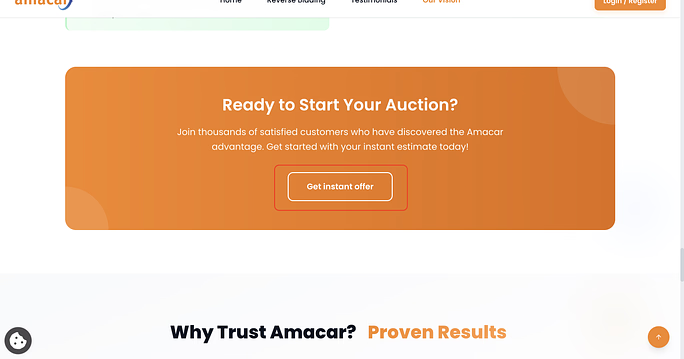 amacar
Home
Reverse Bidding
Testimonials
Our Vision
Login / Register
Ready to Start Your Auction?
Join thousands of satisfied customers who have discovered the Amacar
advantage. Get started with your instant estimate today!
Get instant offer
Why Trust Amacar? Proven Results